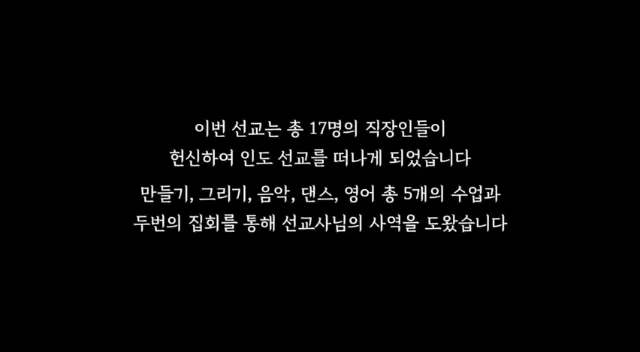 이번 선교는 총 17명의 직장인들이
헌신하여 인도 선교를 떠나게 되었습니다
만들기, 그리기, 음악, 댄스, 영어 총 5개의 수업과
두번의 집회를 통해 선교사님의 사역을 도왔습니다